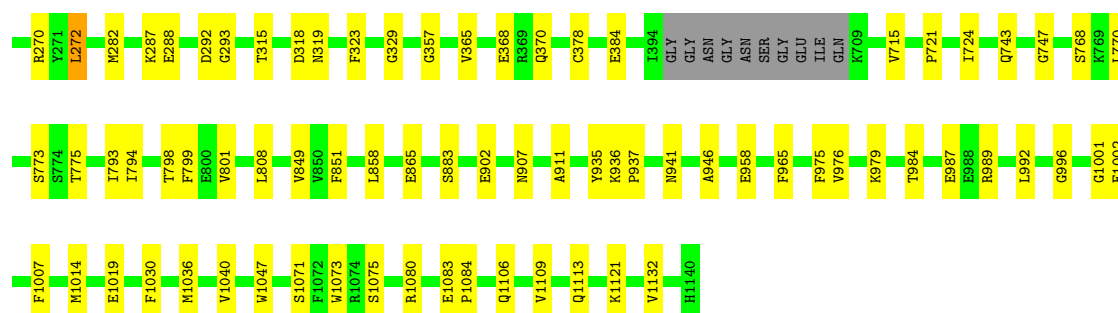 R270 Y271 L272 M282 K287 E288 D292 G293 T315 D318 N319 F323 G329 G357 V365 E368 R369 Q370 C378 E384 I394 GLY GLY ASN GLY ASN SER GLY GLU ILE GLN K709 V715 P721 I724 Q743 G747 S768 K769
S773 S774 T775 I793 I794 T798 F799 E800 V801 L808 V849 V850 F851 L858 E865 S883 E902 N907 A911 Y935 K936 P937 N941 A946 E958 F965 F975 V976 K979 T984 E987 E988 R989 L992 G996 G1001
F1007 M1014 E1019 F1030 M1036 V1040 W1047 S1071 F1072 W1073 R1074 S1075 R1080 E1083 P1084 Q1106 V1109 Q1113 K1121 V1132 H1140